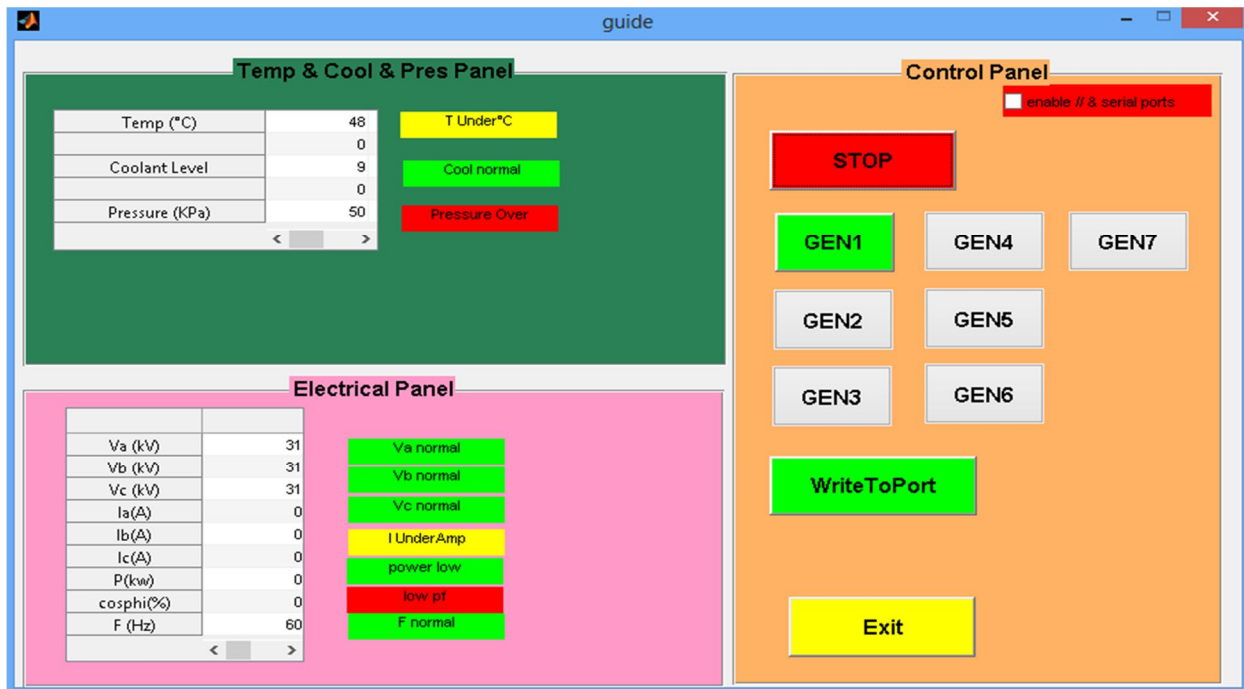 guide
Temp & Cool & Pres Panel
Temp (°C) 48 T Under°C
0
Coolant Level 9 Cool normal
0
Pressure (KPa) 50 Pressure Over
Electrical Panel
Va (kV) 31 Va normal
Vb (kV) 31 Vb normal
Vc (kV) 31 Vc normal
Ia(A) 0
Ib(A) 0 I UnderAmp
Ic(A) 0
P(kw) 0 power low
cosphi(%) 0 low pf
F (Hz) 60 F normal
Control Panel
enable // & serial ports
STOP
GEN1 GEN4 GEN7
GEN2 GEN5
GEN3 GEN6
WriteToPort
Exit